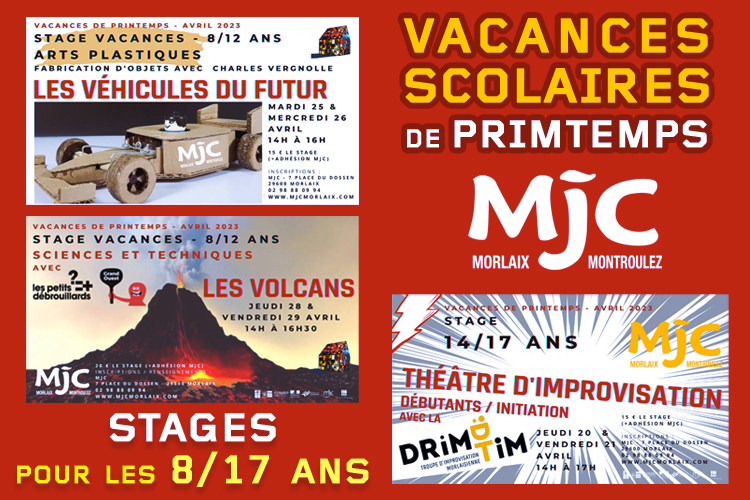 VACANCES DE PRINTEMPS - AVRIL 2023
STAGE VACANCES - 8/12 ANS
ARTS PLASTIQUES
FABRICATION D'OBJETS AVEC CHARLES VERGNOLLE
LES VÉHICULES DU FUTUR
MARDI 25 &
MERCREDI 26
AVRIL
14H À 16H
15 € LE STAGE
(+ADHÉSION MJC)
INSCRIPTIONS :
MJC - 7 PLACE DU DOSSEN
29600 MORLAIX
02 98 88 09 94
WWW.MJCMORLAIX.COM
MJC
MORLAIX MONTROULEZ
VACANCES DE PRINTEMPS - AVRIL 2023
STAGE VACANCES - 8/12 ANS
SCIENCES ET TECHNIQUES
AVEC
Grand Ouest
les petits débrouillards
LES VOLCANS
JEUDI 28 &
VENDREDI 29 AVRIL
14H À 16H30
20 € LE STAGE (+ADHÉSION MJC)
INSCRIPTIONS / RENSEIGNEMENTS
MJC
7 PLACE DU DOSSEN - 29600 MORLAIX
02 98 88 09 94
WWW.MJCMORLAIX.COM
MJC
MORLAIX MONTROULEZ
STAGES
POUR LES 8/17 ANS
VACANCES
SCOLAIRES
DE PRIMTEMPS
MJC
MORLAIX MONTROULEZ
VACANCES DE PRINTEMPS - AVRIL 2023
STAGE
14/17 ANS
MJC
MORLAIX MONTROULEZ
THÉÂTRE D'IMPROVISATION
DÉBUTANTS / INITIATION
AVEC LA
DRiMDTiM
TROUPE D'IMPROVISATION
MORLAISIENNE
JEUDI 20 &
VENDREDI 21
AVRIL
14H À 17H
15 € LE STAGE
(+ADHÉSION MJC)
INSCRIPTIONS :
MJC - 7 PLACE DU DOSSEN
29600 MORLAIX
02 98 88 09 94
WWW.MJCMORLAIX.COM